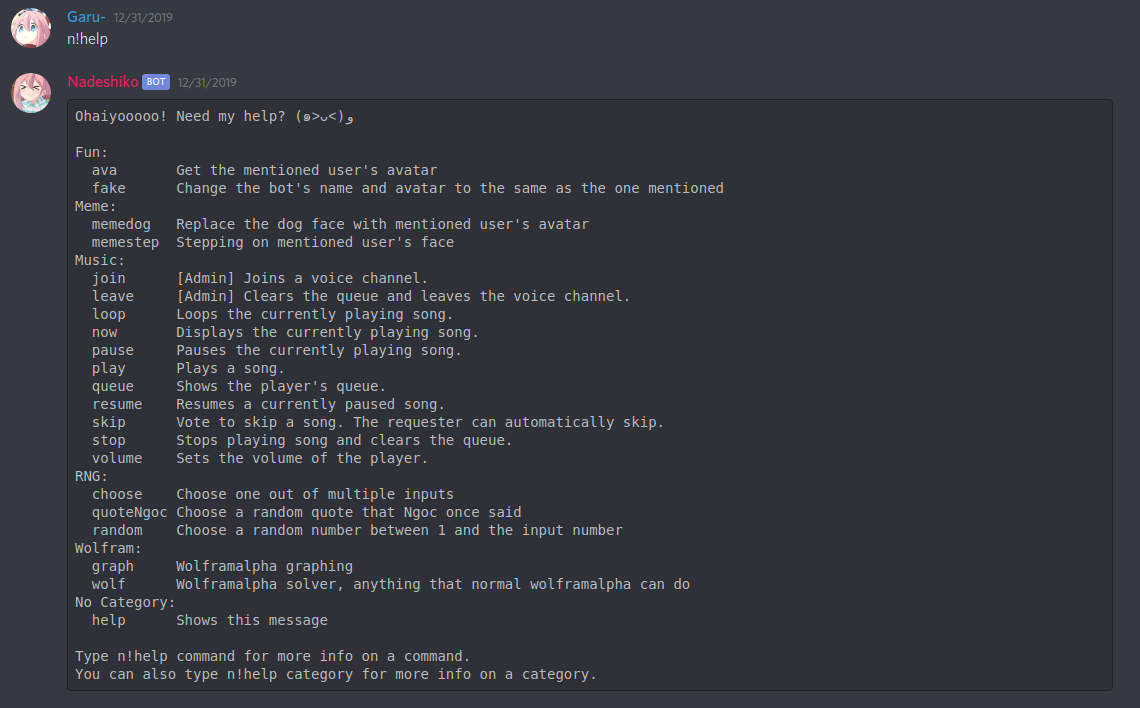 Garu- 12/31/2019
n!help
Nadeshiko BOT 12/31/2019
Ohaiyooooo! Need my help? (๑>ᴗ<)و
Fun:
ava Get the mentioned user's avatar
fake Change the bot's name and avatar to the same as the one mentioned
Meme:
memedog Replace the dog face with mentioned user's avatar
memestep Stepping on mentioned user's face
Music:
join [Admin] Joins a voice channel.
leave [Admin] Clears the queue and leaves the voice channel.
loop Loops the currently playing song.
now Displays the currently playing song.
pause Pauses the currently playing song.
play Plays a song.
queue Shows the player's queue.
resume Resumes a currently paused song.
skip Vote to skip a song. The requester can automatically skip.
stop Stops playing song and clears the queue.
volume Sets the volume of the player.
RNG:
choose Choose one out of multiple inputs
quoteNgoc Choose a random quote that Ngoc once said
random Choose a random number between 1 and the input number
Wolfram:
graph Wolframalpha graphing
wolf Wolframalpha solver, anything that normal wolframalpha can do
No Category:
help Shows this message
Type n!help command for more info on a command.
You can also type n!help category for more info on a category.